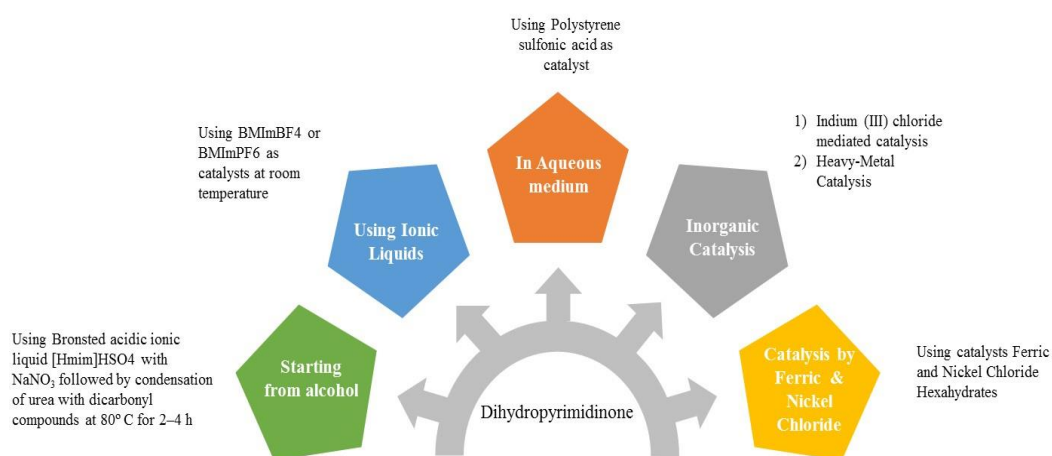 Using Polystyrene
sulfonic acid as
catalyst
In Aqueous
medium
Using BMImBF4 or
BMImPF6 as
catalysts at room
temperature
Using Ionic
Liquids
1) Indium (III) chloride
mediated catalysis
2) Heavy-Metal
Catalysis
Inorganic
Catalysis
Using Bronsted acidic ionic
liquid [Hmim]HSO4 with
NaNO₃ followed by condensation
of urea with dicarbonyl
compounds at 80° C for 2–4 h
Starting
from alcohol
Dihydropyrimidinone
Catalysis by
Ferric &
Nickel
Chloride
Using catalysts Ferric
and Nickel Chloride
Hexahydrates